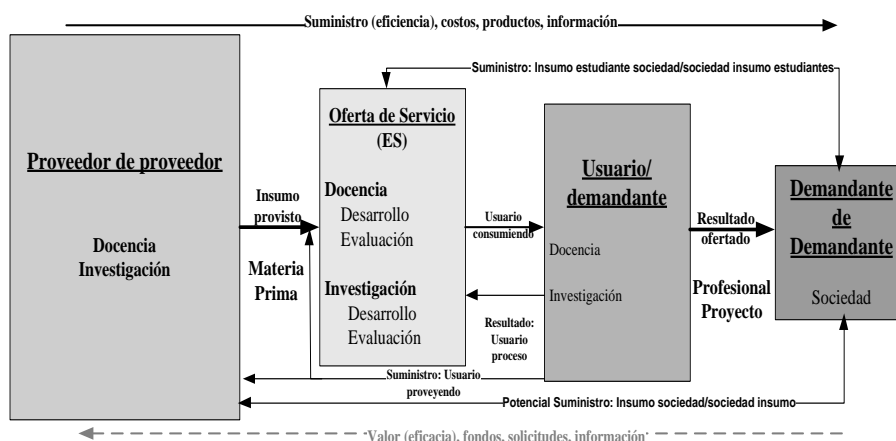 Suministro (eficiencia), costos, productos, información
Suministro: Insumo estudiante sociedad/sociedad insumo estudiantes
Proveedor de proveedor
Docencia
Investigación
Insumo
provisto
Materia
Prima
Oferta de Servicio
(ES)
Docencia
Desarrollo
Evaluación
Investigación
Desarrollo
Evaluación
Usuario
consumiendo
Resultado:
Usuario
proceso
Usuario/
demandante
Docencia
Investigación
Resultado
ofertado
Profesional
Proyecto
Demandante
de
Demandante
Sociedad
Suministro: Usuario
proveyendo
Potencial Suministro: Insumo sociedad/sociedad insumo
Valor (eficacia), fondos, solicitudes, información